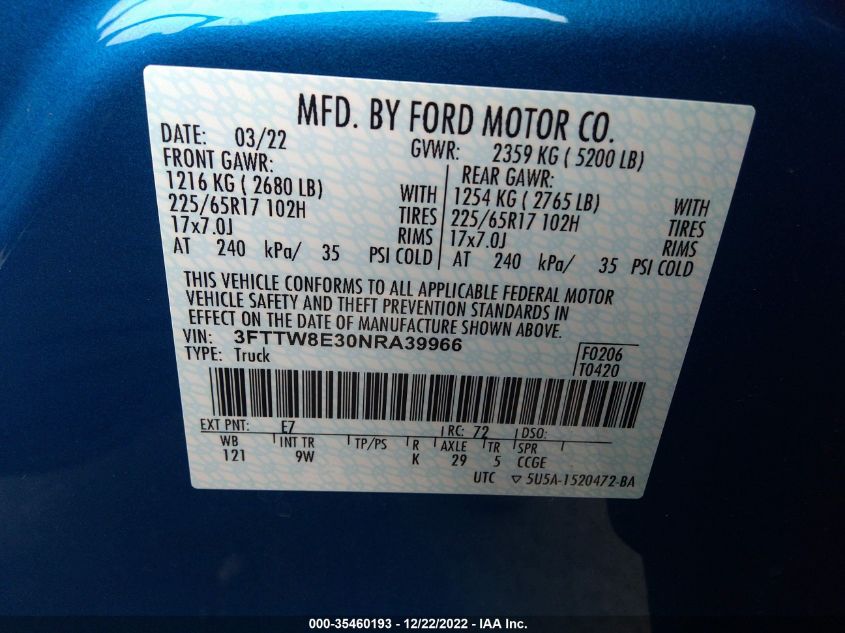 MFD. BY FORD MOTOR CO.
DATE: 03/22 GVWR: 2359 KG ( 5200 LB)
FRONT GAWR: REAR GAWR:
1216 KG ( 2680 LB) WITH 1254 KG ( 2765 LB) WITH
225/65R17 102H TIRES 225/65R17 102H TIRES
17x7.0J RIMS 17x7.0J RIMS
AT 240 kPa/ 35 PSI COLD AT 240 kPa/ 35 PSI COLD
THIS VEHICLE CONFORMS TO ALL APPLICABLE FEDERAL MOTOR
VEHICLE SAFETY AND THEFT PREVENTION STANDARDS IN
EFFECT ON THE DATE OF MANUFACTURE SHOWN ABOVE.
VIN: 3FTTW8E30NRA39966 F0206
TYPE: Truck T0420
EXT PNT: E7 RC: 72 DSO:
WB INT TR TP/PS R AXLE TR SPR
121 9W K 29 5 CCGE
UTC ▽ 5U5A-1520472-BA
000-35460193 - 12/22/2022 - IAA Inc.